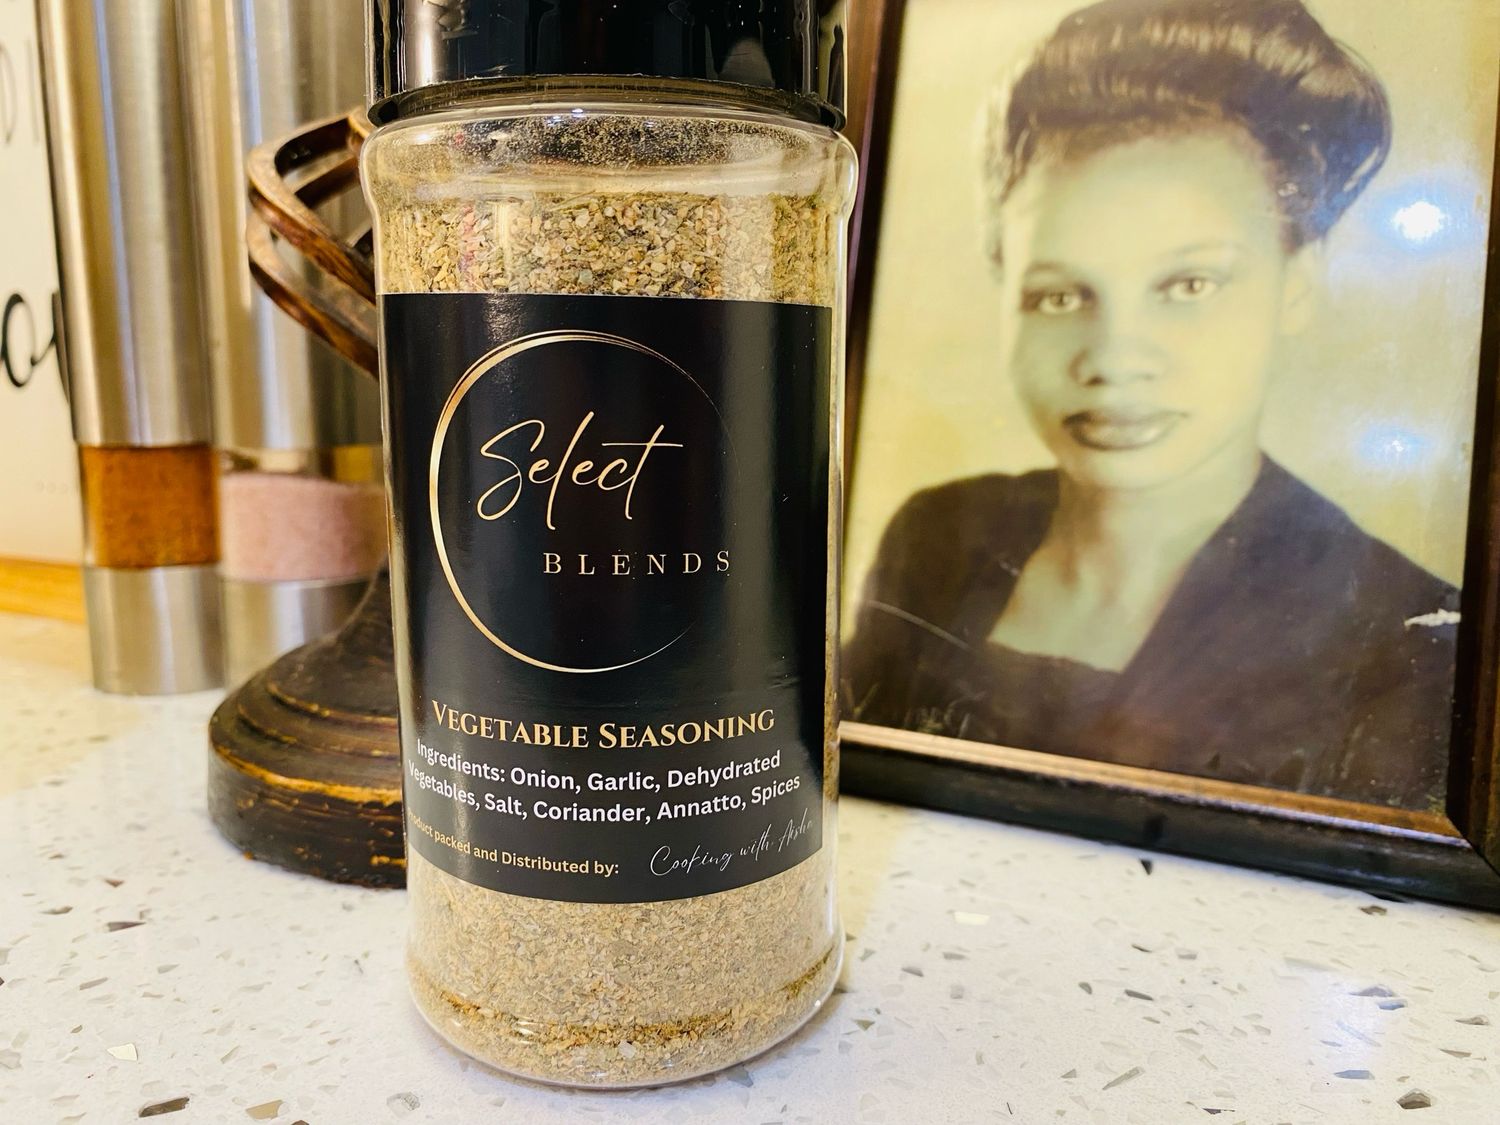 Select
BLENDS
VEGETABLE SEASONING
Ingredients: Onion, Garlic, Dehydrated
Vegetables, Salt, Coriander, Annatto, Spices
Product packed and Distributed by: Cooking with Aisha